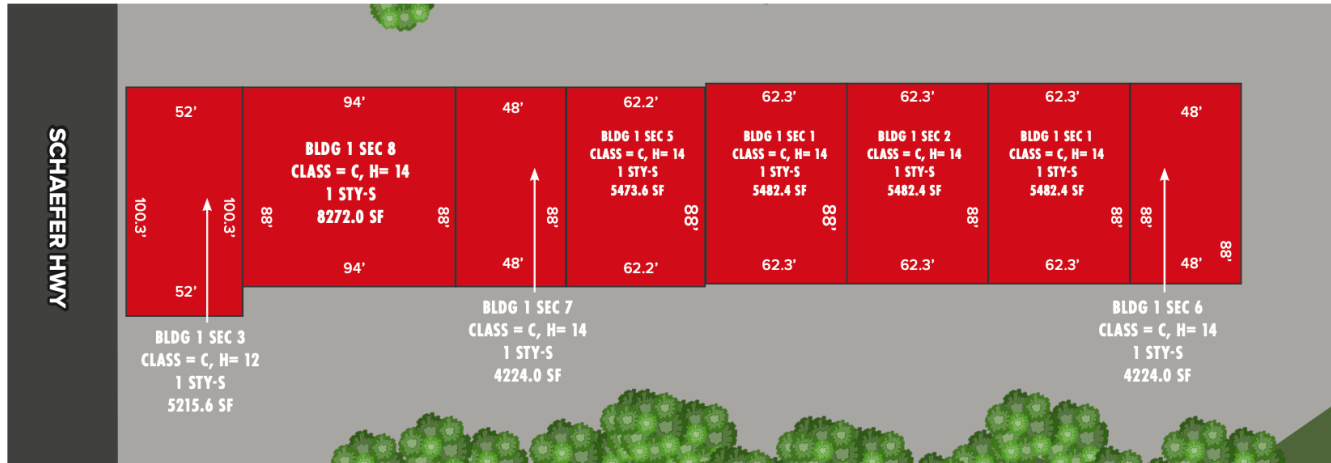 SCHAEFER HWY
52'
100.3'
100.3'
52'
BLDG 1 SEC 3
CLASS = C, H= 12
1 STY-S
5215.6 SF
94'
BLDG 1 SEC 8
CLASS = C, H= 14
1 STY-S
8272.0 SF
88'
88'
94'
48'
88'
48'
BLDG 1 SEC 7
CLASS = C, H= 14
1 STY-S
4224.0 SF
62.2'
BLDG 1 SEC 5
CLASS = C, H= 14
1 STY-S
5473.6 SF
88'
62.2'
62.3'
BLDG 1 SEC 1
CLASS = C, H= 14
1 STY-S
5482.4 SF
88'
62.3'
62.3'
BLDG 1 SEC 2
CLASS = C, H= 14
1 STY-S
5482.4 SF
88'
62.3'
62.3'
BLDG 1 SEC 1
CLASS = C, H= 14
1 STY-S
5482.4 SF
88'
62.3'
48'
88'
88'
48'
BLDG 1 SEC 6
CLASS = C, H= 14
1 STY-S
4224.0 SF